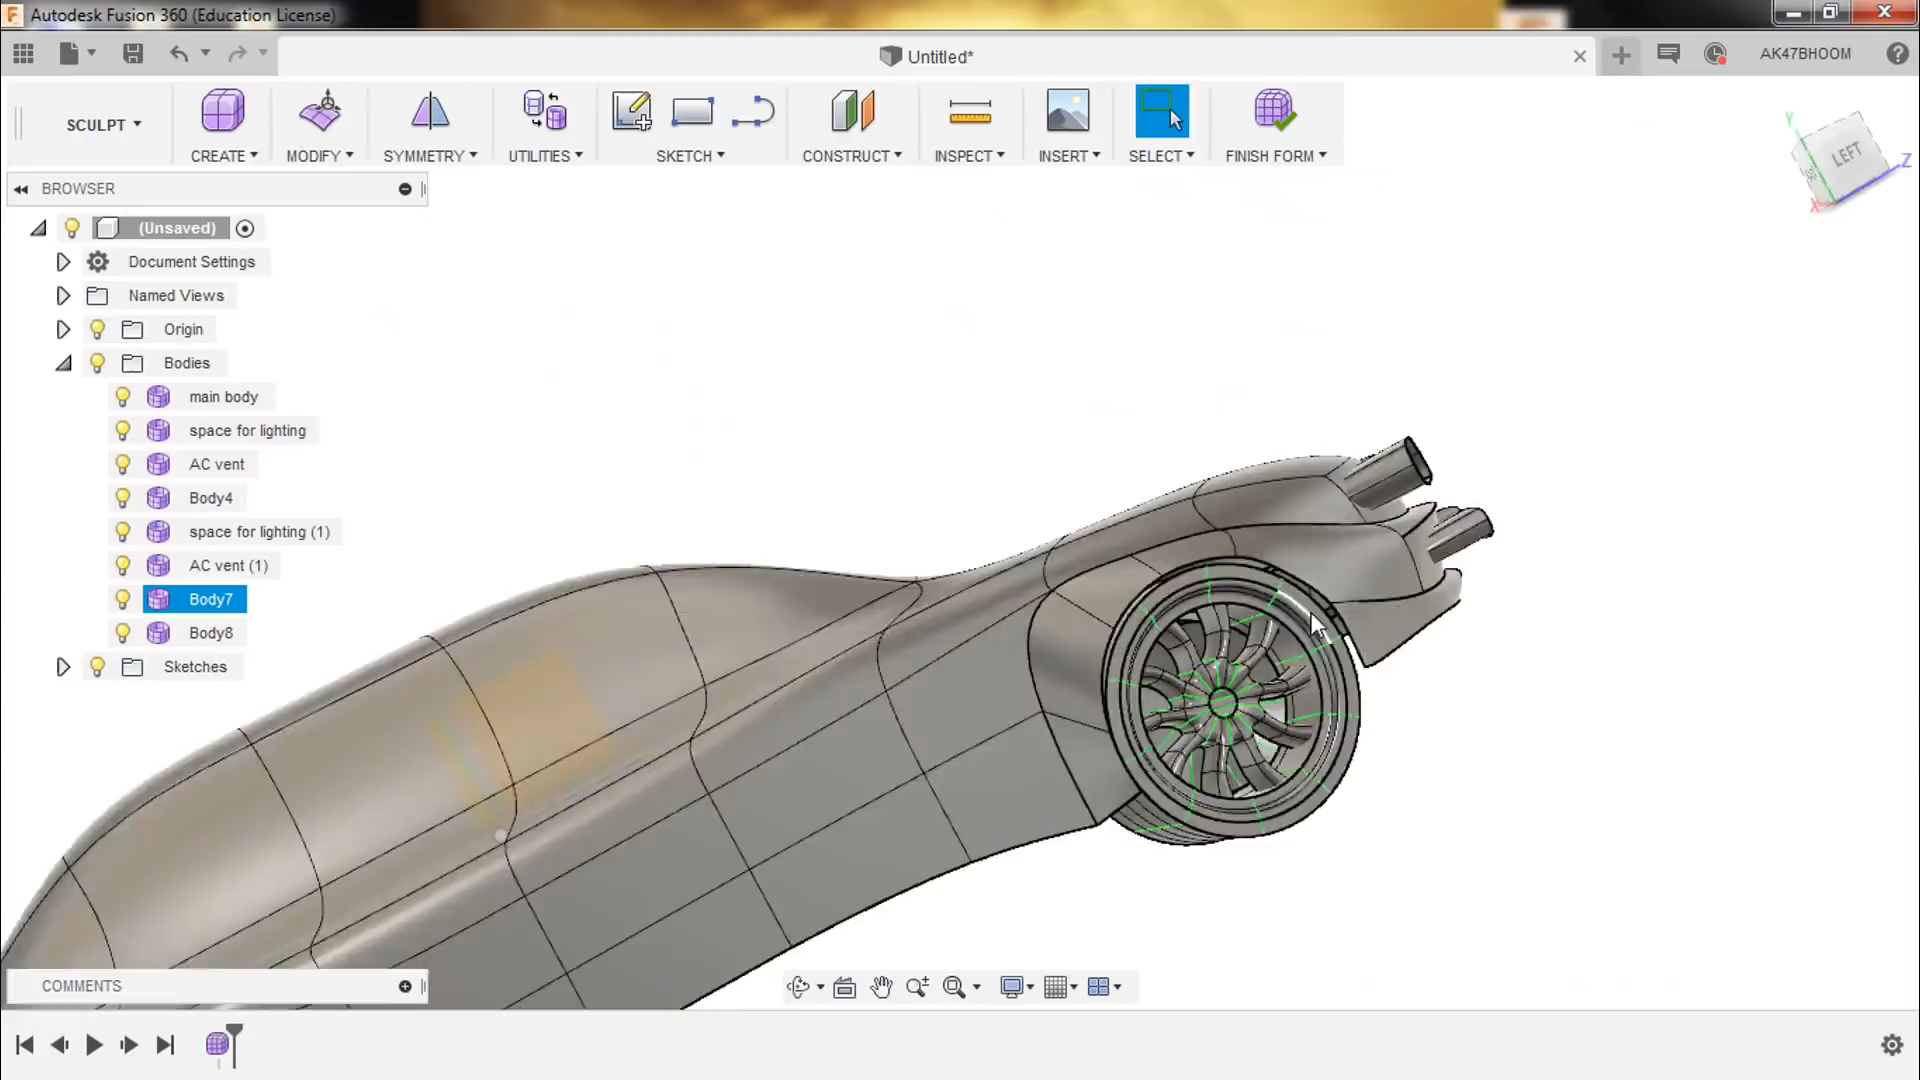 Autodesk Fusion 360 (Education License)
Untitled*
AK47BHOOM
SCULPT
CREATE
MODIFY
SYMMETRY
UTILITIES
SKETCH
CONSTRUCT
INSPECT
INSERT
SELECT
FINISH FORM
Y
LEFT
Z
X
BROWSER
(Unsaved)
Document Settings
Named Views
Origin
Bodies
main body
space for lighting
AC vent
Body4
space for lighting (1)
AC vent (1)
Body7
Body8
Sketches
COMMENTS